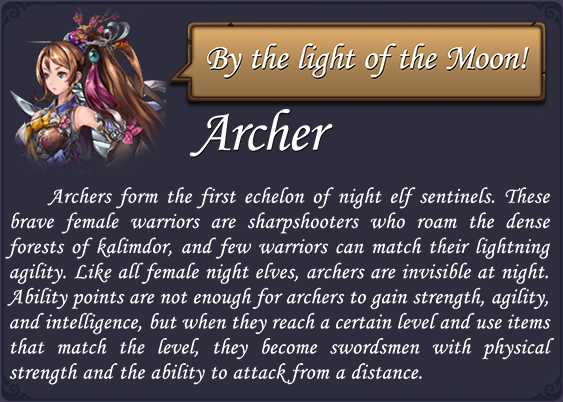 By the light of the Moon!
Archer
Archers form the first echelon of night elf sentinels. These
brave female warriors are sharpshooters who roam the dense
forests of kalimdor, and few warriors can match their lightning
agility. Like all female night elves, archers are invisible at night.
Ability points are not enough for archers to gain strength, agility,
and intelligence, but when they reach a certain level and use items
that match the level, they become swordsmen with physical
strength and the ability to attack from a distance.